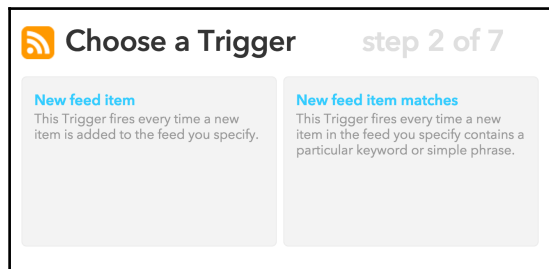 Choose a Trigger step 2 of 7
New feed item
This Trigger fires every time a new
item is added to the feed you specify.
New feed item matches
This Trigger fires every time a new
item in the feed you specify contains a
particular keyword or simple phrase.